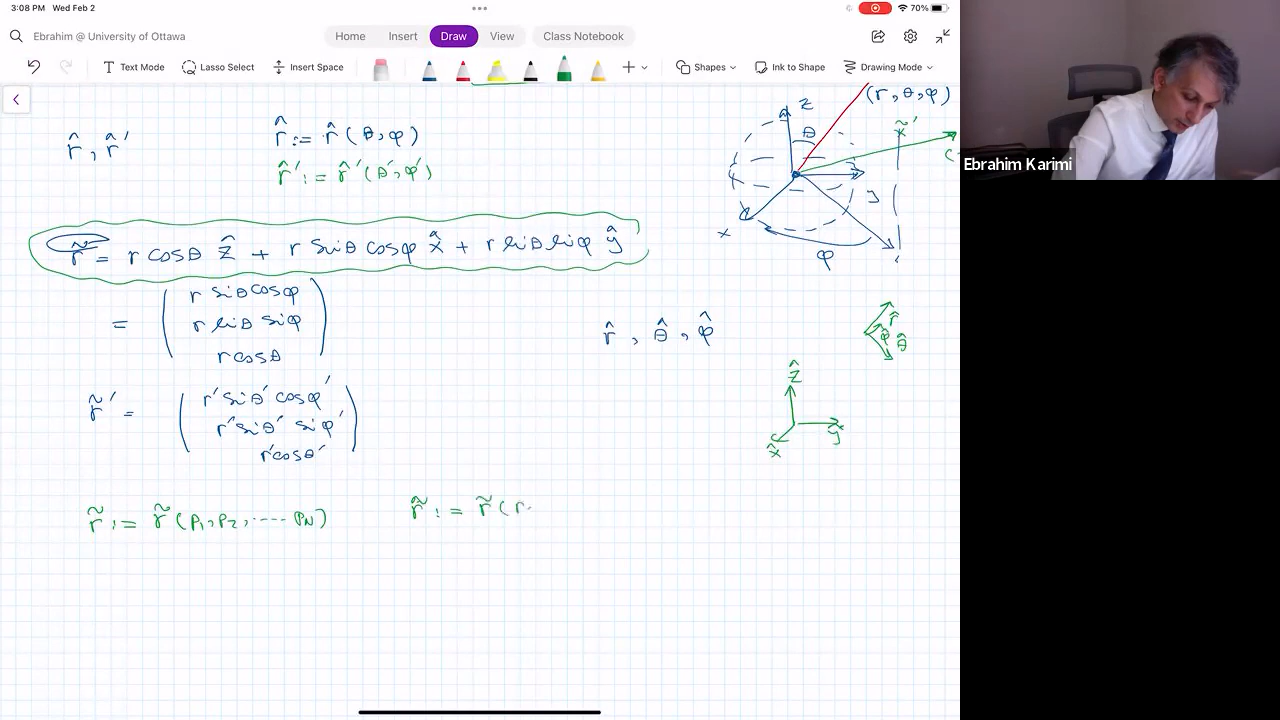 3:08 PM Wed Feb 2
70%
Ebrahim @ University of Ottawa
Home Insert Draw View Class Notebook
Text Mode Lasso Select Insert Space Shapes Ink to Shape Drawing Mode
r̂, r̂′
r̂ := r̂(θ,φ)
r̂′ := r̂′(θ′,φ′)
(r, θ, φ)
z
θ
x̃′
y
x
φ
r̃ = r cosθ ẑ + r sinθ cosφ x̂ + r sinθ sinφ ŷ
= ( r sinθ cosφ
r sinθ sinφ
r cosθ )
r̂ , θ̂ , φ̂
r̂
φ̂ θ̂
ẑ
ŷ
x̂
r̃′ = ( r′ sinθ′ cosφ′
r′ sinθ′ sinφ′
r′ cosθ′ )
r̃ := r̃(p₁, p₂, ---- pN)
r̃ := r̃(r
Ebrahim Karimi